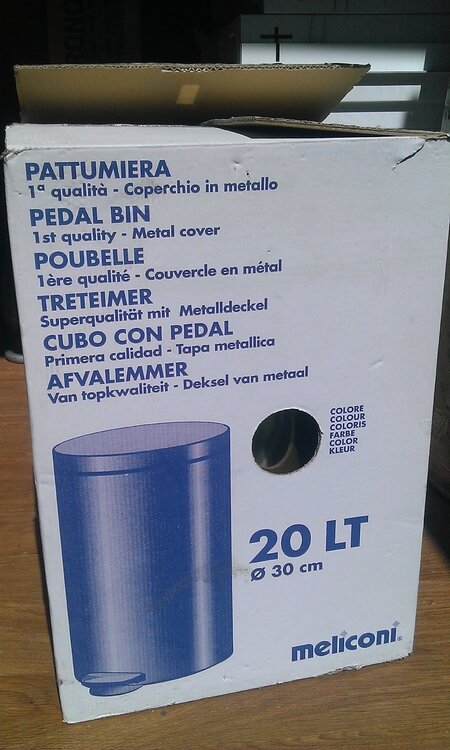 PATTUMIERA
1ª qualità - Coperchio in metallo
PEDAL BIN
1st quality - Metal cover
POUBELLE
1ère qualité - Couvercle en métal
TRETEIMER
Superqualität mit Metalldeckel
CUBO CON PEDAL
Primera calidad - Tapa metallica
AFVALEMMER
Van topkwaliteit - Deksel van metaal
COLORE
COLOUR
COLORIS
FARBE
COLOR
KLEUR
20 LT
Ø 30 cm
meliconi®